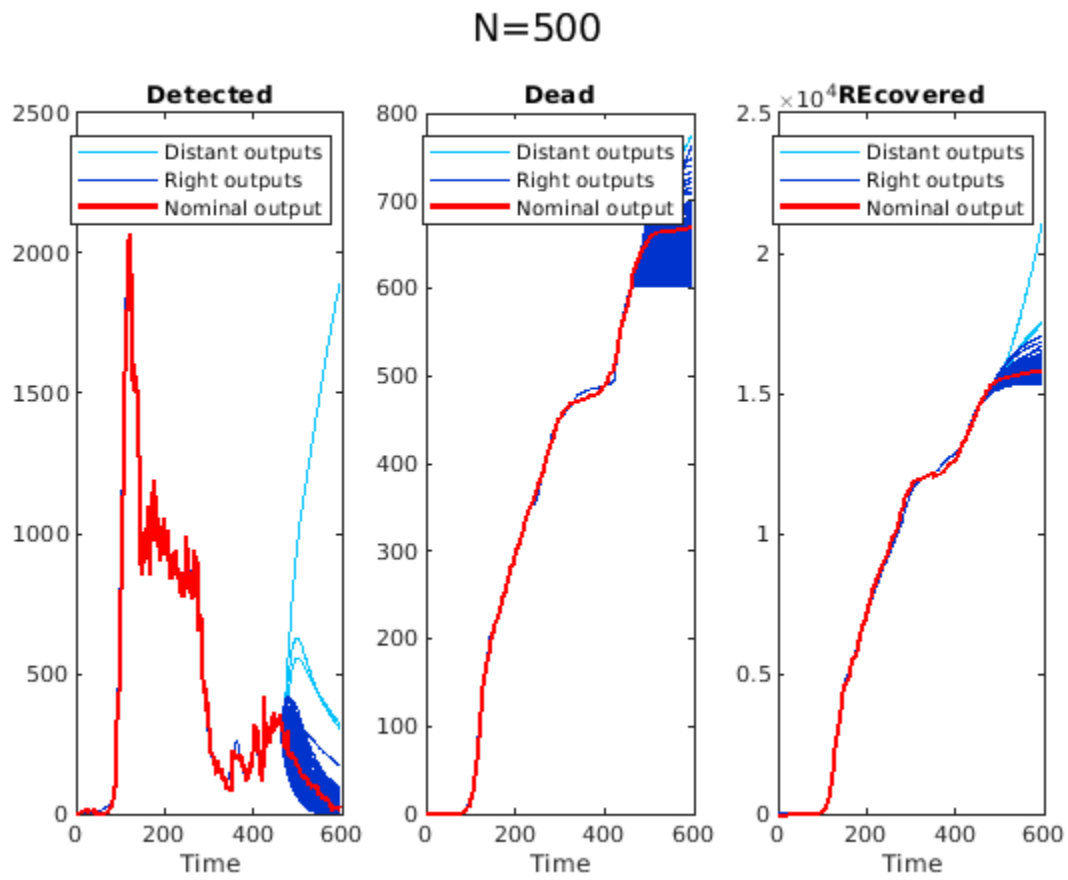 N=500
Detected
2500
2000
1500
1000
500
0
0 200 400 600
Time
Distant outputs
Right outputs
Nominal output
Dead
800
700
600
500
400
300
200
100
0
0 200 400 600
Time
Distant outputs
Right outputs
Nominal output
×10⁴REcovered
2.5
2
1.5
1
0.5
0
0 200 400 600
Time
Distant outputs
Right outputs
Nominal output